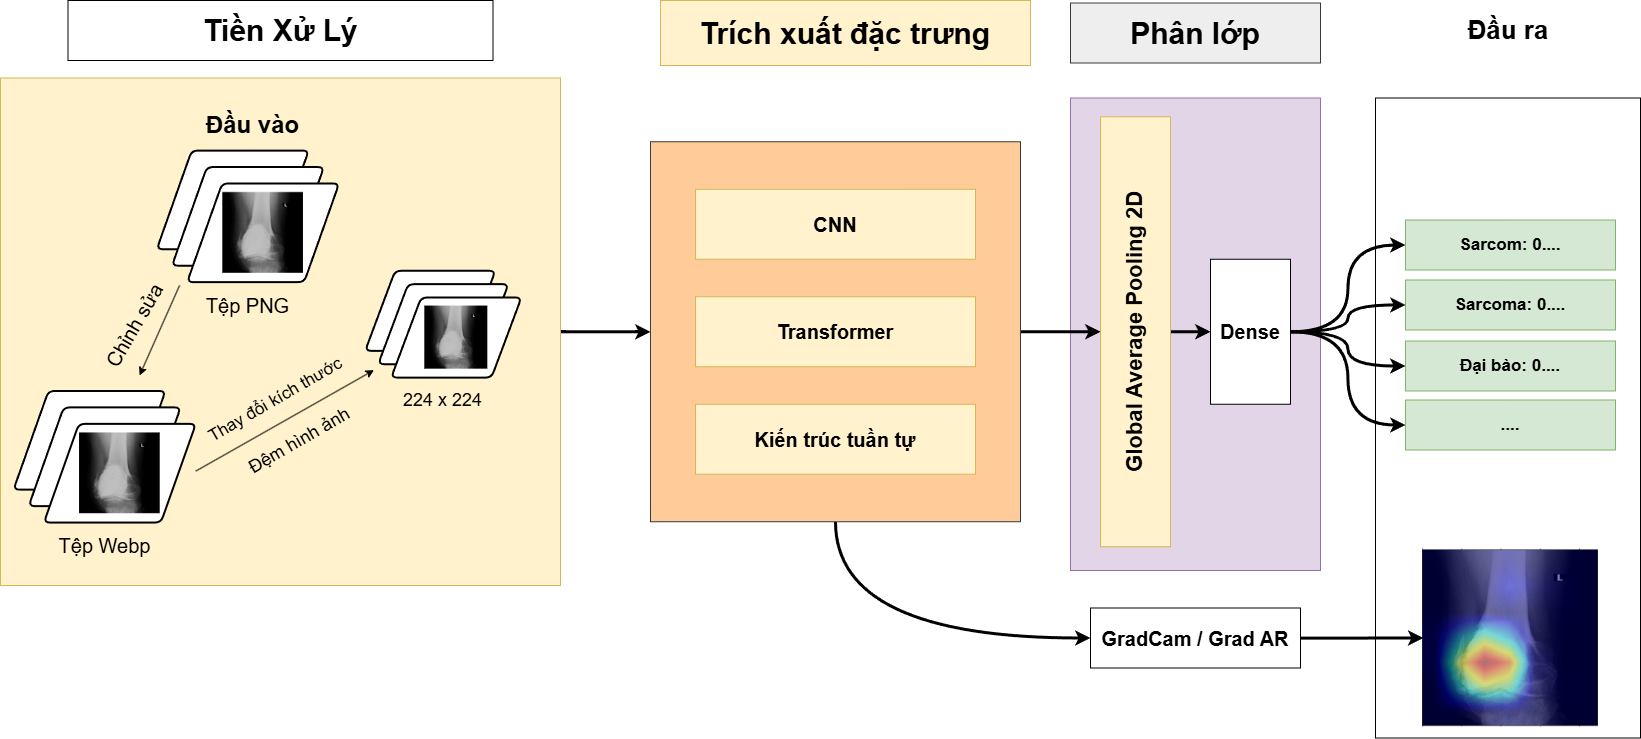 Tiền Xử Lý
Trích xuất đặc trưng
Phân lớp
Đầu ra
Đầu vào
L
Tệp PNG
Chỉnh sửa
L
Tệp Webp
Thay đổi kích thước
Đệm hình ảnh
L
224 x 224
CNN
Transformer
Kiến trúc tuần tự
Global Average Pooling 2D
Dense
Sarcom: 0....
Sarcoma: 0....
Đại bào: 0....
....
GradCam / Grad AR
L